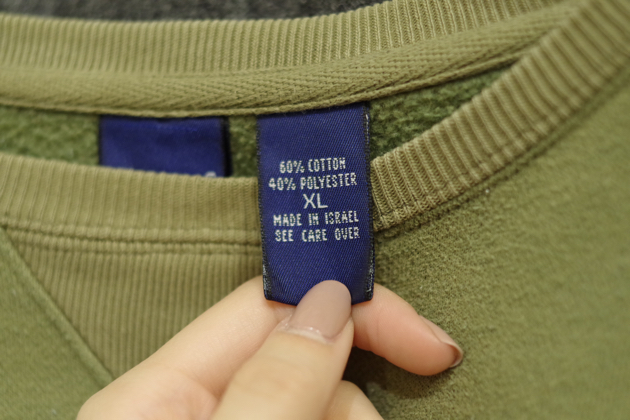 60% COTTON
40% POLYESTER
XL
MADE IN ISRAEL
SEE CARE OVER